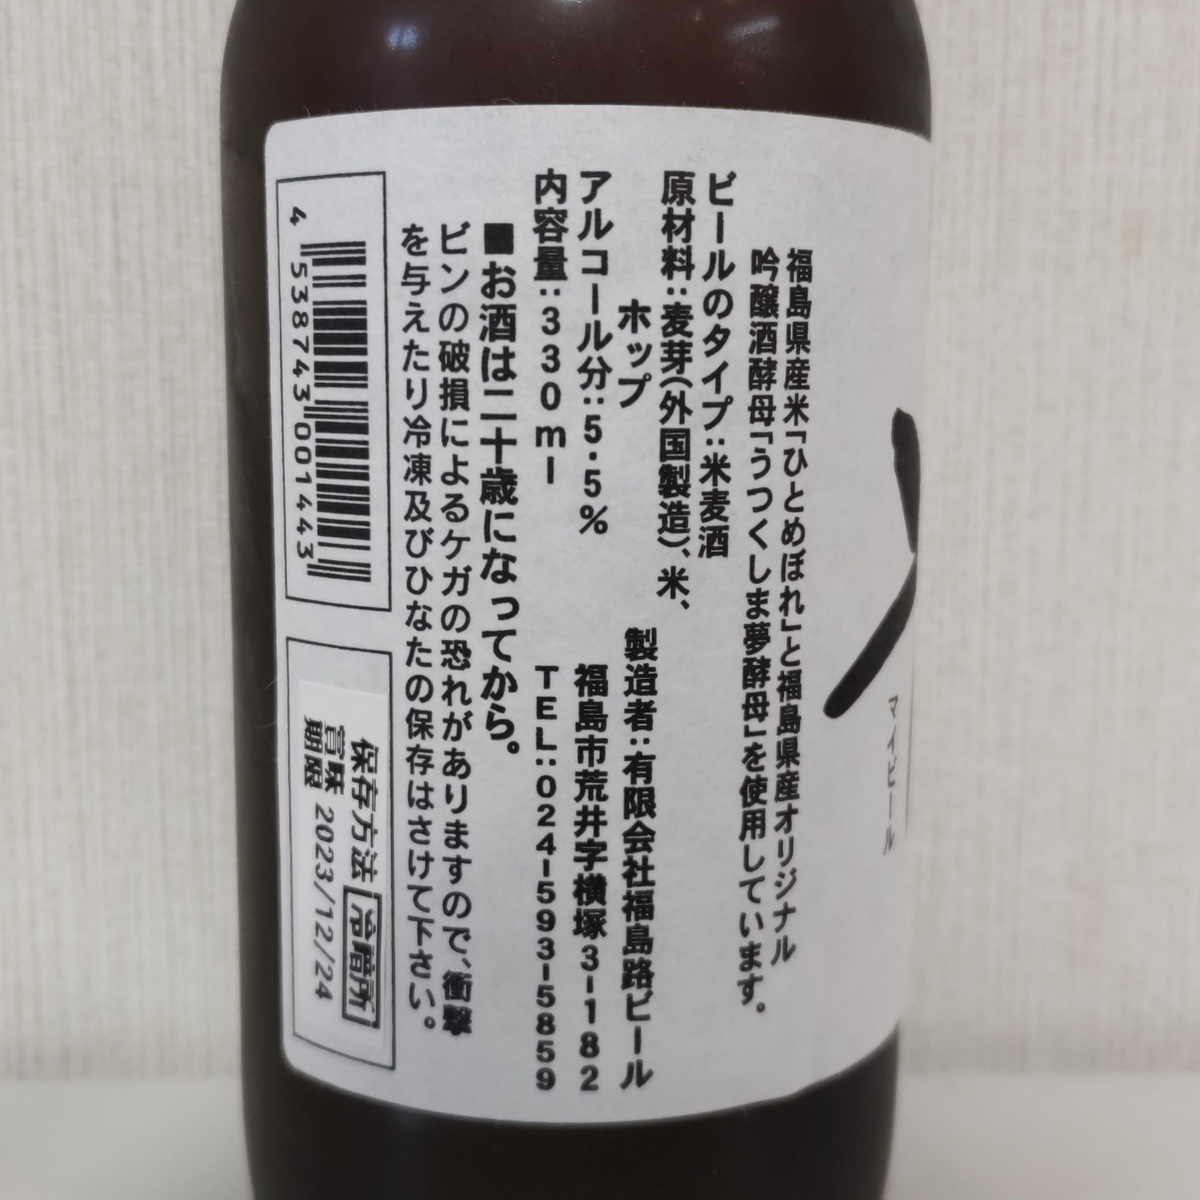 マイビール
福島県産米「ひとめぼれ」と福島県産オリジナル
吟醸酒酵母「うつくしま夢酵母」を使用しています。
ビールのタイプ:米麦酒
原材料:麦芽(外国製造)、米、
ホップ
アルコール分:5.5%
内容量:330ml
製造者:有限会社福島路ビール
福島市荒井字横塚3-182
TEL:024-593-5859
■お酒は二十歳になってから。
ビンの破損によるケガの恐れがありますので、衝撃
を与えたり冷凍及びひなたの保存はさけて下さい。
4 538743 001443
保存方法 冷暗所
賞味
期限 2023/12/24